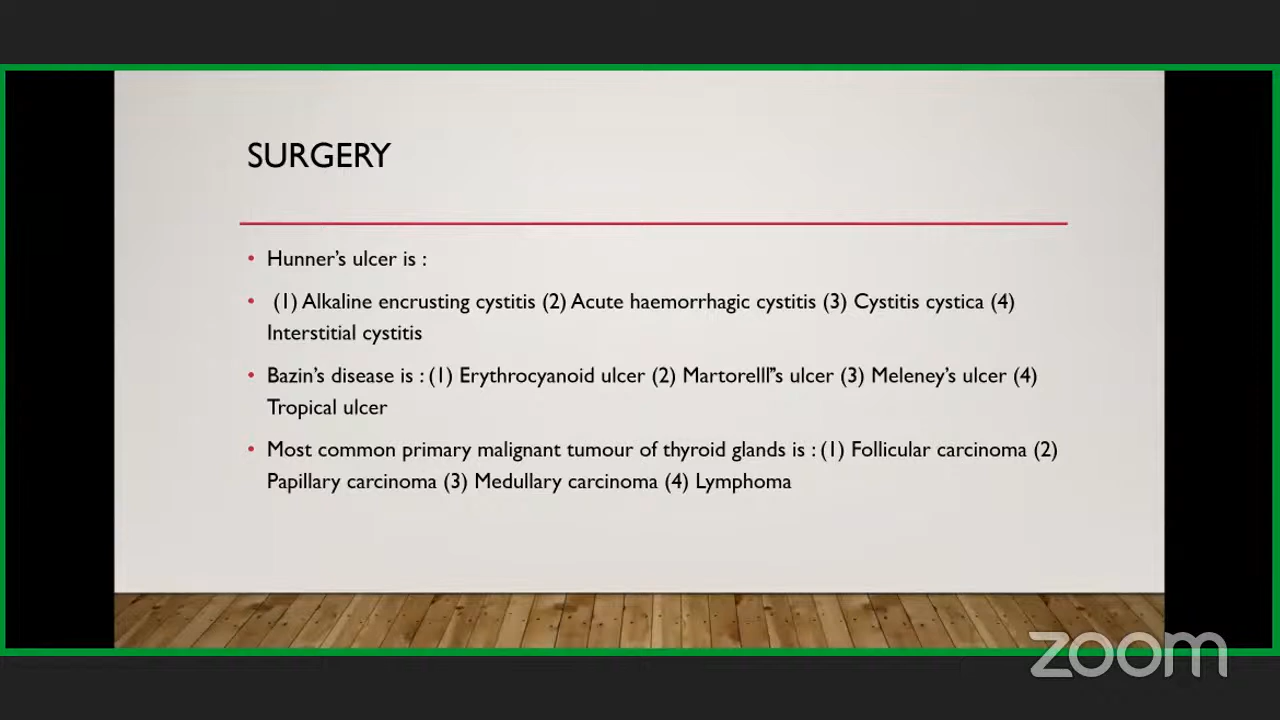 SURGERY
• Hunner's ulcer is :
• (1) Alkaline encrusting cystitis (2) Acute haemorrhagic cystitis (3) Cystitis cystica (4)
Interstitial cystitis
• Bazin's disease is : (1) Erythrocyanoid ulcer (2) Martorelll"s ulcer (3) Meleney's ulcer (4)
Tropical ulcer
• Most common primary malignant tumour of thyroid glands is : (1) Follicular carcinoma (2)
Papillary carcinoma (3) Medullary carcinoma (4) Lymphoma
zoom